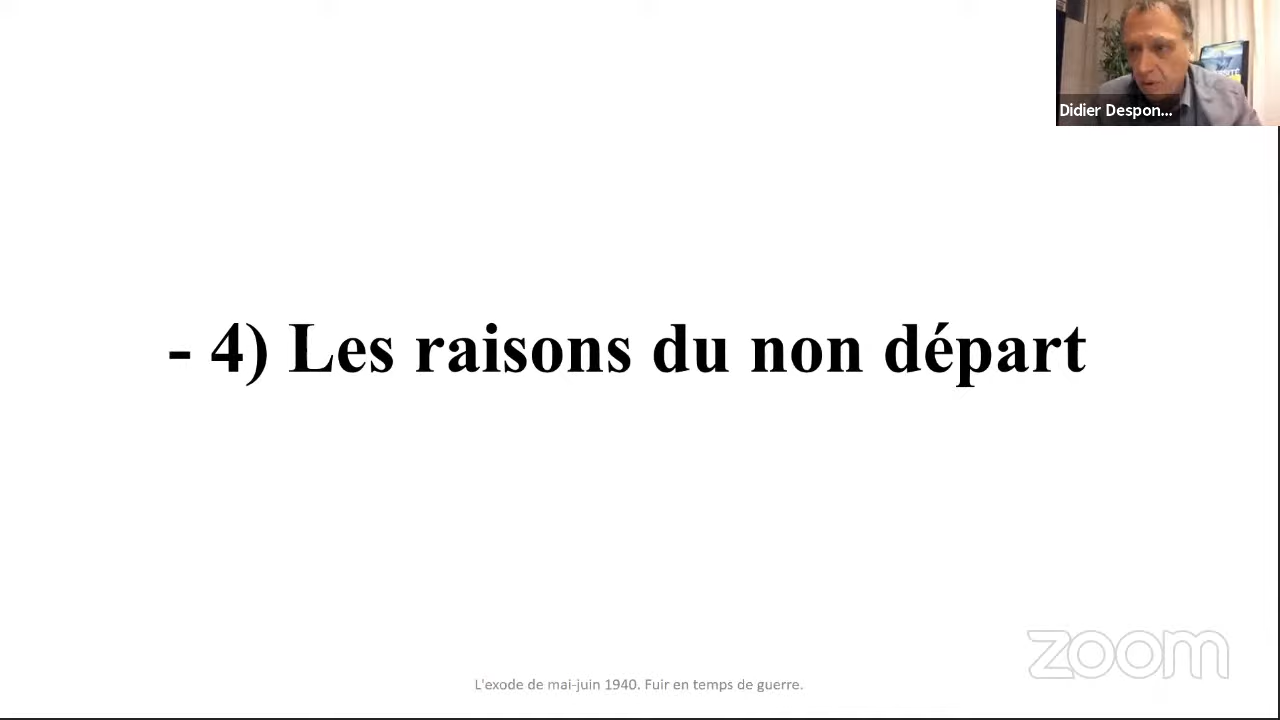 Didier Despon...
- 4) Les raisons du non départ
zoom
L'exode de mai-juin 1940. Fuir en temps de guerre.